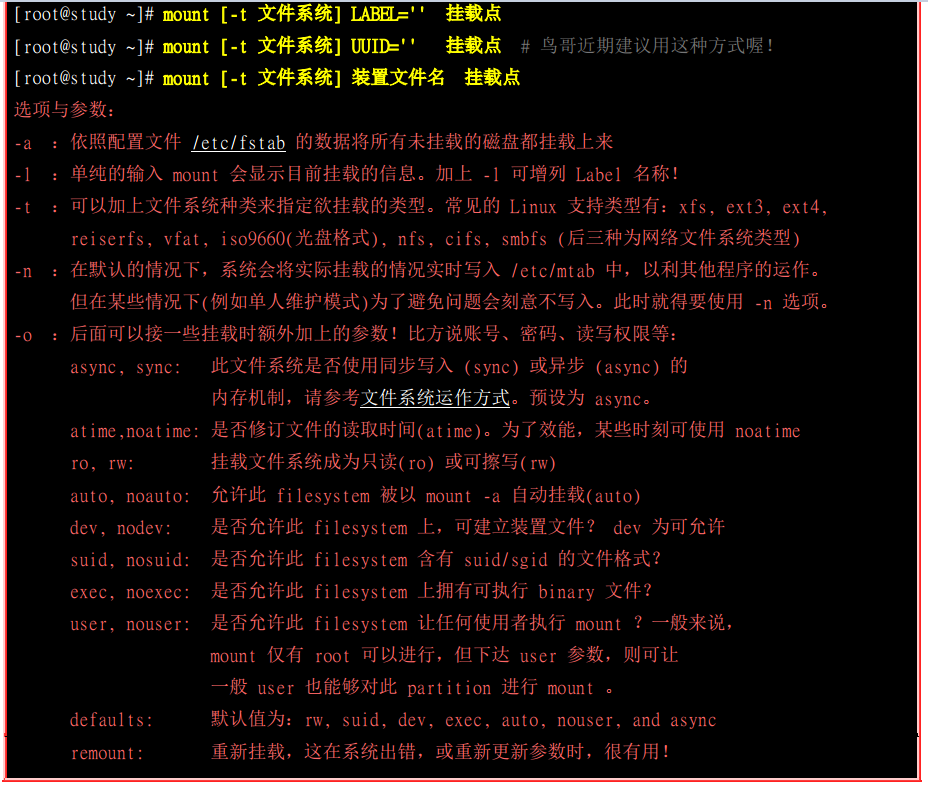 [root@study ~]# mount [-t 文件系统] LABEL=''  挂载点
[root@study ~]# mount [-t 文件系统] UUID=''   挂载点  # 鸟哥近期建议用这种方式喔!
[root@study ~]# mount [-t 文件系统] 装置文件名  挂载点
选项与参数:
-a  : 依照配置文件 /etc/fstab 的数据将所有未挂载的磁盘都挂载上来
-l  : 单纯的输入 mount 会显示目前挂载的信息。加上 -l 可增列 Label 名称!
-t  : 可以加上文件系统种类来指定欲挂载的类型。常见的 Linux 支持类型有: xfs, ext3, ext4,
reiserfs, vfat, iso9660(光盘格式), nfs, cifs, smbfs (后三种为网络文件系统类型)
-n  : 在默认的情况下, 系统会将实际挂载的情况实时写入 /etc/mtab 中, 以利其他程序的运作。
但在某些情况下(例如单人维护模式)为了避免问题会刻意不写入。此时就得要使用 -n 选项。
-o  : 后面可以接一些挂载时额外加上的参数! 比方说账号、密码、读写权限等:
async, sync:   此文件系统是否使用同步写入 (sync) 或异步 (async) 的
内存机制, 请参考文件系统运作方式。预设为 async。
atime,noatime: 是否修订文件的读取时间(atime)。为了效能, 某些时刻可使用 noatime
ro, rw:        挂载文件系统成为只读(ro) 或可擦写(rw)
auto, noauto:  允许此 filesystem 被以 mount -a 自动挂载(auto)
dev, nodev:    是否允许此 filesystem 上, 可建立装置文件? dev 为可允许
suid, nosuid:  是否允许此 filesystem 含有 suid/sgid 的文件格式?
exec, noexec:  是否允许此 filesystem 上拥有可执行 binary 文件?
user, nouser:  是否允许此 filesystem 让任何使用者执行 mount ? 一般来说,
mount 仅有 root 可以进行, 但下达 user 参数, 则可让
一般 user 也能够对此 partition 进行 mount 。
defaults:      默认值为: rw, suid, dev, exec, auto, nouser, and async
remount:       重新挂载, 这在系统出错, 或重新更新参数时, 很有用!